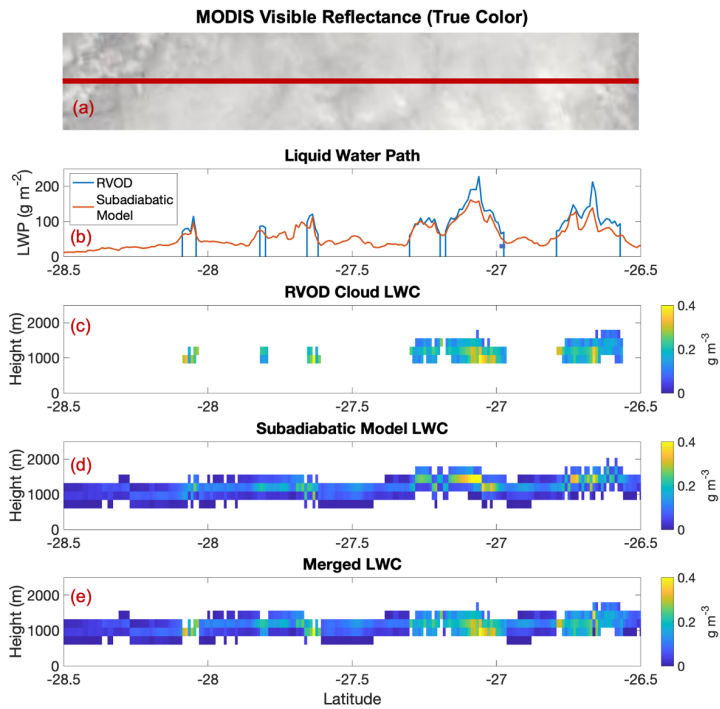 MODIS Visible Reflectance (True Color)
(a)
Liquid Water Path
LWP (g m⁻²)
200
100
0
RVOD
Subadiabatic
Model
(b)
-28.5 -28 -27.5 -27 -26.5
RVOD Cloud LWC
Height (m)
2000
1000
0
(c)
0.4
0.2
0
g m⁻³
-28.5 -28 -27.5 -27 -26.5
Subadiabatic Model LWC
Height (m)
2000
1000
0
(d)
0.4
0.2
0
g m⁻³
-28.5 -28 -27.5 -27 -26.5
Merged LWC
Height (m)
2000
1000
0
(e)
0.4
0.2
0
g m⁻³
-28.5 -28 -27.5 -27 -26.5
Latitude